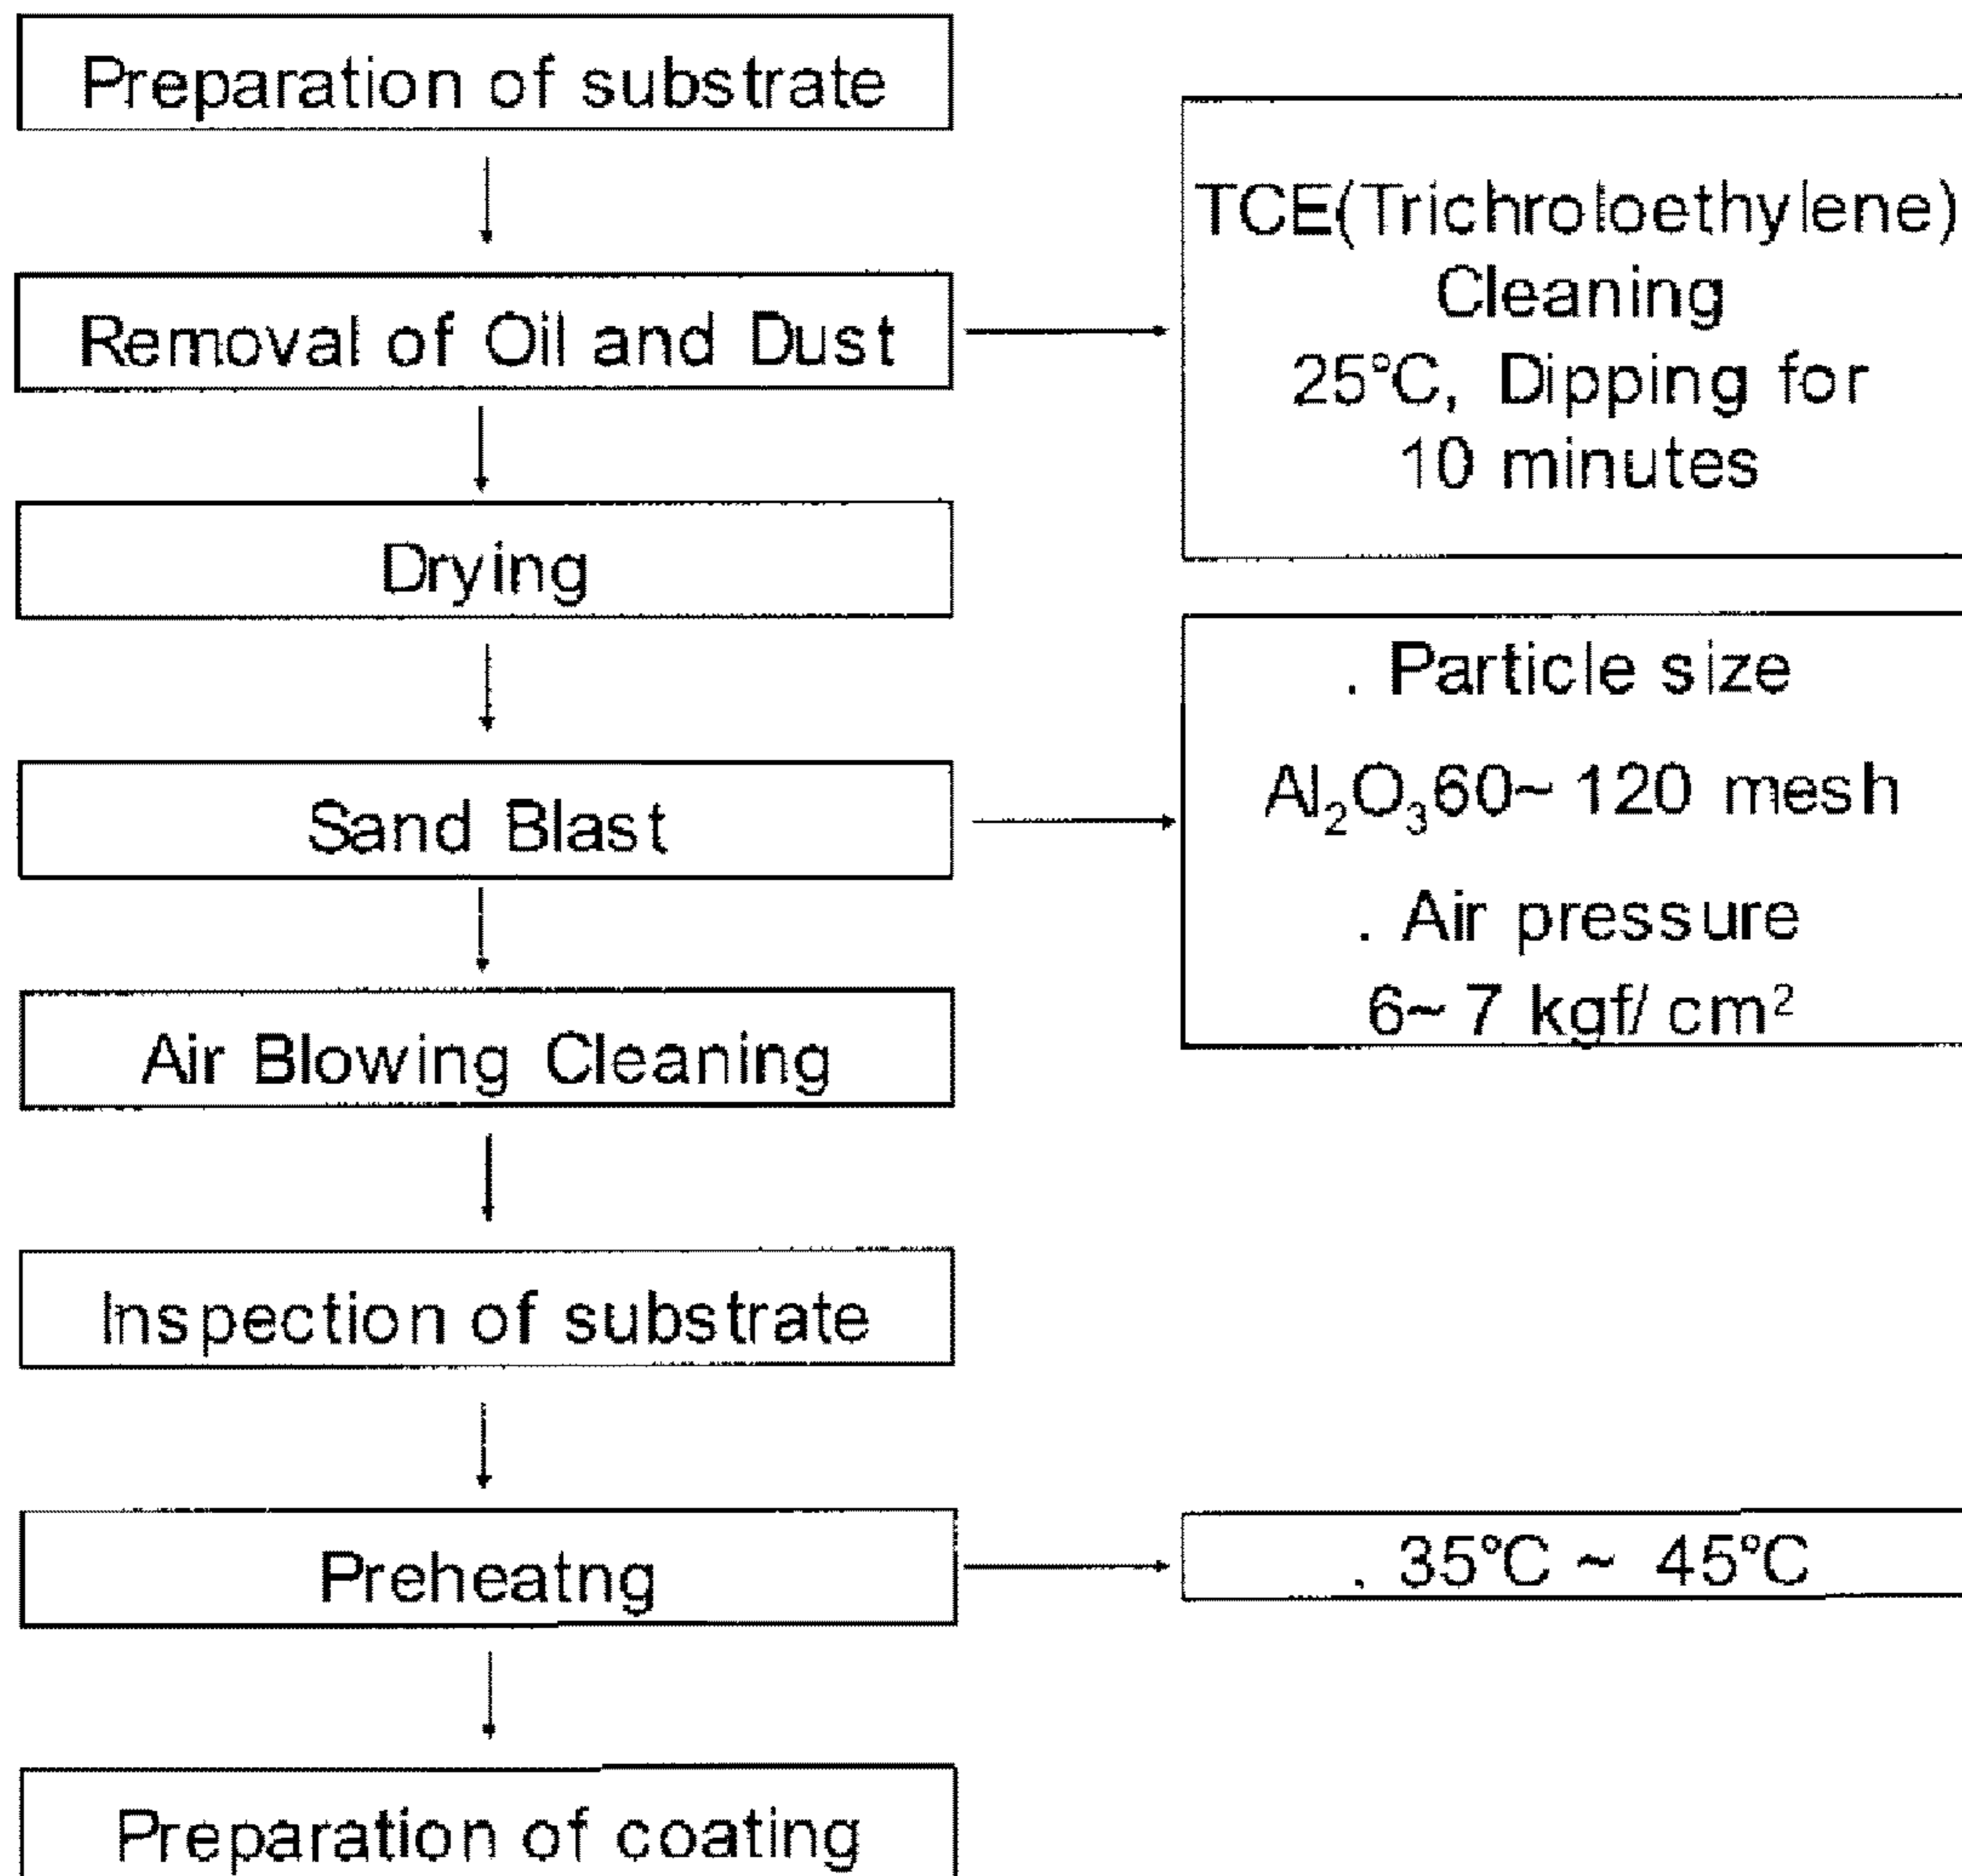 Preparation of substrate
Removal of Oil and Dust
TCE(Trichroloethylene)
Cleaning
25°C, Dipping for
10 minutes
Drying
Sand Blast
. Particle size
Al₂O₃60~ 120 mesh
. Air pressure
6~ 7 kgf/ cm²
Air Blowing Cleaning
Inspection of substrate
Preheatng
. 35°C ~ 45°C
Preparation of coating